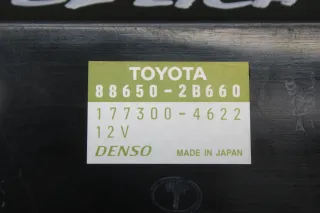 TOYOTA
88650-2B660
177300-4622
12V
DENSO MADE IN JAPAN